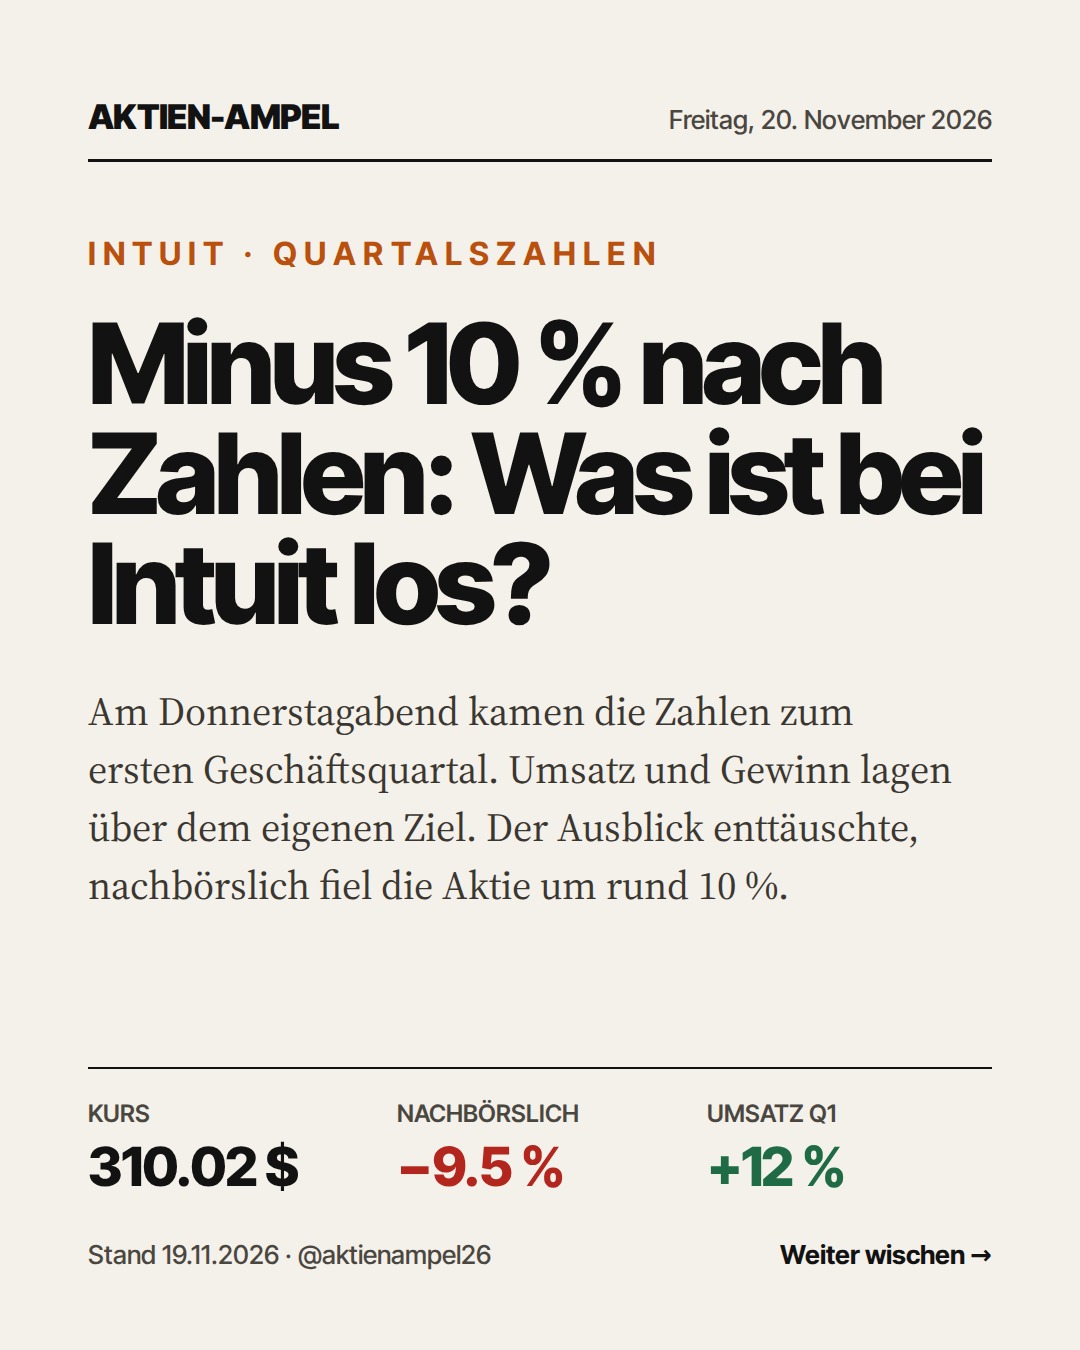 AKTIEN-AMPEL
Freitag, 20. November 2026
INTUIT · QUARTALSZAHLEN
Minus 10 % nach
Zahlen: Was ist bei
Intuit los?
Am Donnerstagabend kamen die Zahlen zum
ersten Geschäftsquartal. Umsatz und Gewinn lagen
über dem eigenen Ziel. Der Ausblick enttäuschte,
nachbörslich fiel die Aktie um rund 10 %.
KURS
310.02 $
NACHBÖRSLICH
−9.5 %
UMSATZ Q1
+12 %
Stand 19.11.2026 · @aktienampel26
Weiter wischen →